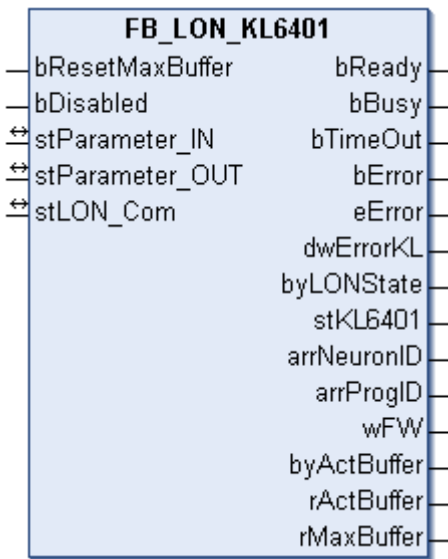 FB_LON_KL6401
bResetMaxBuffer bReady
bDisabled bBusy
stParameter_IN bTimeOut
stParameter_OUT bError
stLON_Com eError
dwErrorKL
byLONState
stKL6401
arrNeuronID
arrProgID
wFW
byActBuffer
rActBuffer
rMaxBuffer